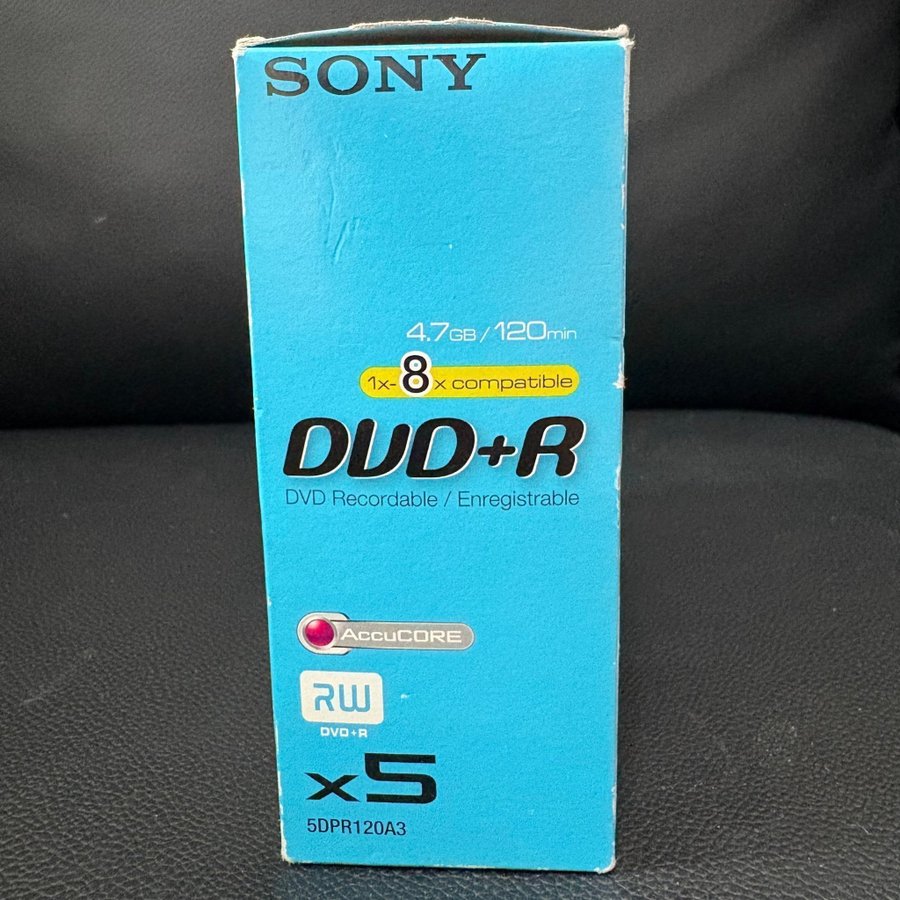 SONY
4.7GB / 120min
1x-8x compatible
DVD+R
DVD Recordable / Enregistrable
AccuCORE
RW
DVD+R
x5
5DPR120A3